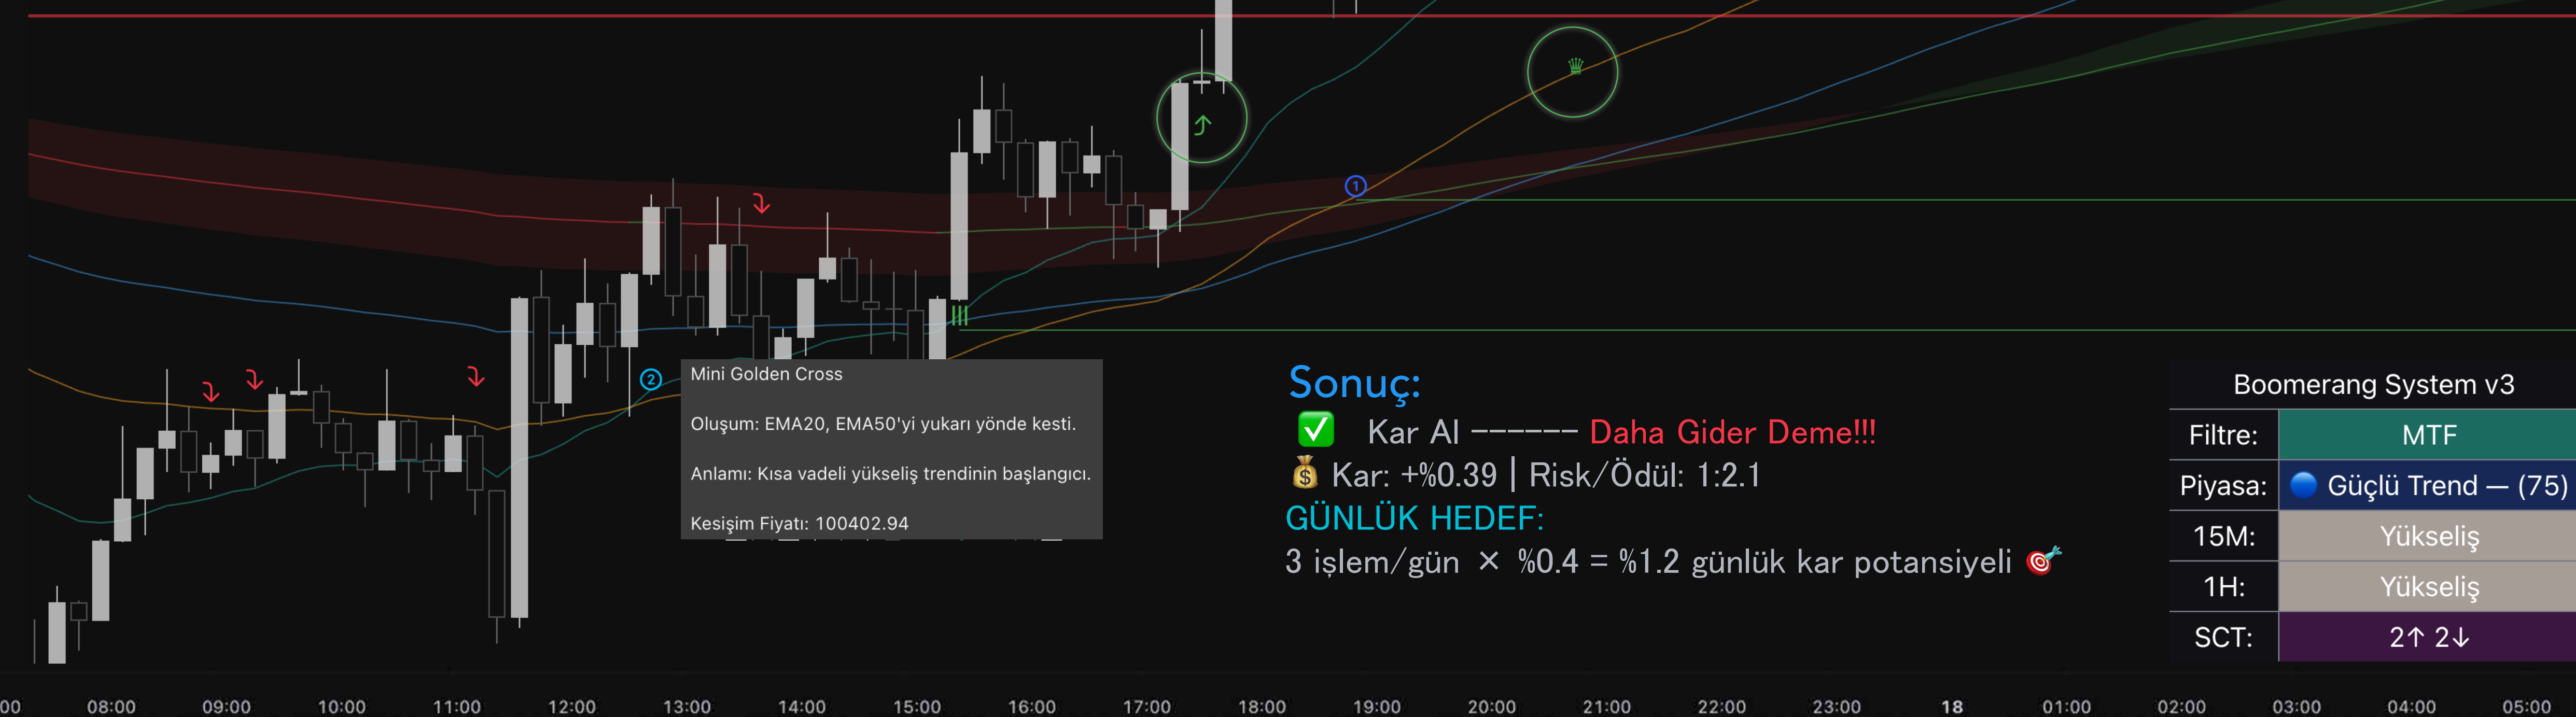 ②
Mini Golden Cross
Oluşum: EMA20, EMA50'yi yukarı yönde kesti.
Anlamı: Kısa vadeli yükseliş trendinin başlangıcı.
Kesişim Fiyatı: 100402.94
①
Sonuç:
✅ Kar Al ------ Daha Gider Deme!!!
💰 Kar: +%0.39 | Risk/Ödül: 1:2.1
GÜNLÜK HEDEF:
3 işlem/gün × %0.4 = %1.2 günlük kar potansiyeli 🎯
Boomerang System v3
Filtre: MTF
Piyasa: 🔵 Güçlü Trend — (75)
15M: Yükseliş
1H: Yükseliş
SCT: 2↑ 2↓
00 08:00 09:00 10:00 11:00 12:00 13:00 14:00 15:00 16:00 17:00 18:00 19:00 20:00 21:00 22:00 23:00 18 01:00 02:00 03:00 04:00 05:00